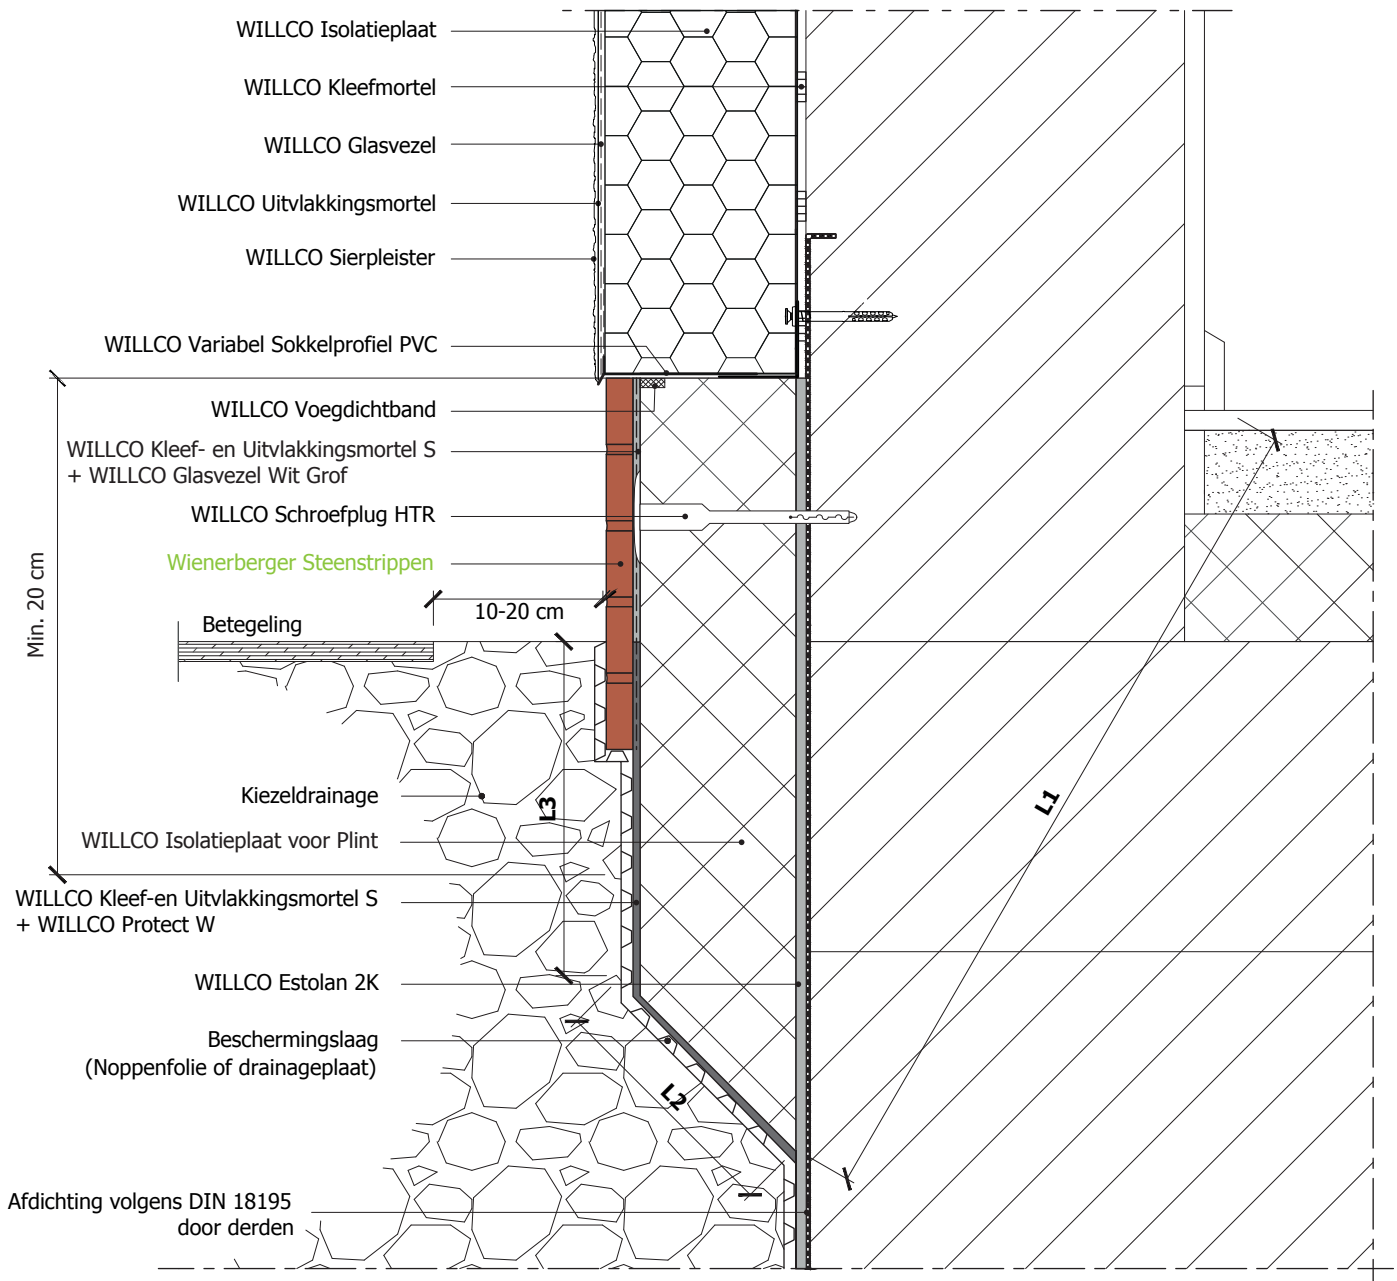 WILLCO Isolatieplaat
WILLCO Kleefmortel
WILLCO Glasvezel
WILLCO Uitvlakkingsmortel
WILLCO Sierpleister
WILLCO Variabel Sokkelprofiel PVC
WILLCO Voegdichtband
WILLCO Kleef- en Uitvlakkingsmortel S
+ WILLCO Glasvezel Wit Grof
WILLCO Schroefplug HTR
Wienerberger Steenstrippen
Min. 20 cm
10-20 cm
Betegeling
Kiezeldrainage
L3
L1
WILLCO Isolatieplaat voor Plint
WILLCO Kleef-en Uitvlakkingsmortel S
+ WILLCO Protect W
WILLCO Estolan 2K
Beschermingslaag
(Noppenfolie of drainageplaat)
L2
Afdichting volgens DIN 18195
door derden